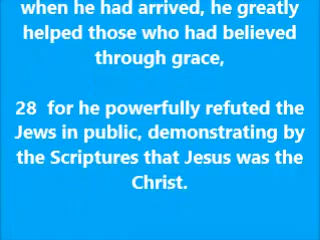 when he had arrived, he greatly
helped those who had believed
through grace,
28  for he powerfully refuted the
Jews in public, demonstrating by
the Scriptures that Jesus was the
Christ.